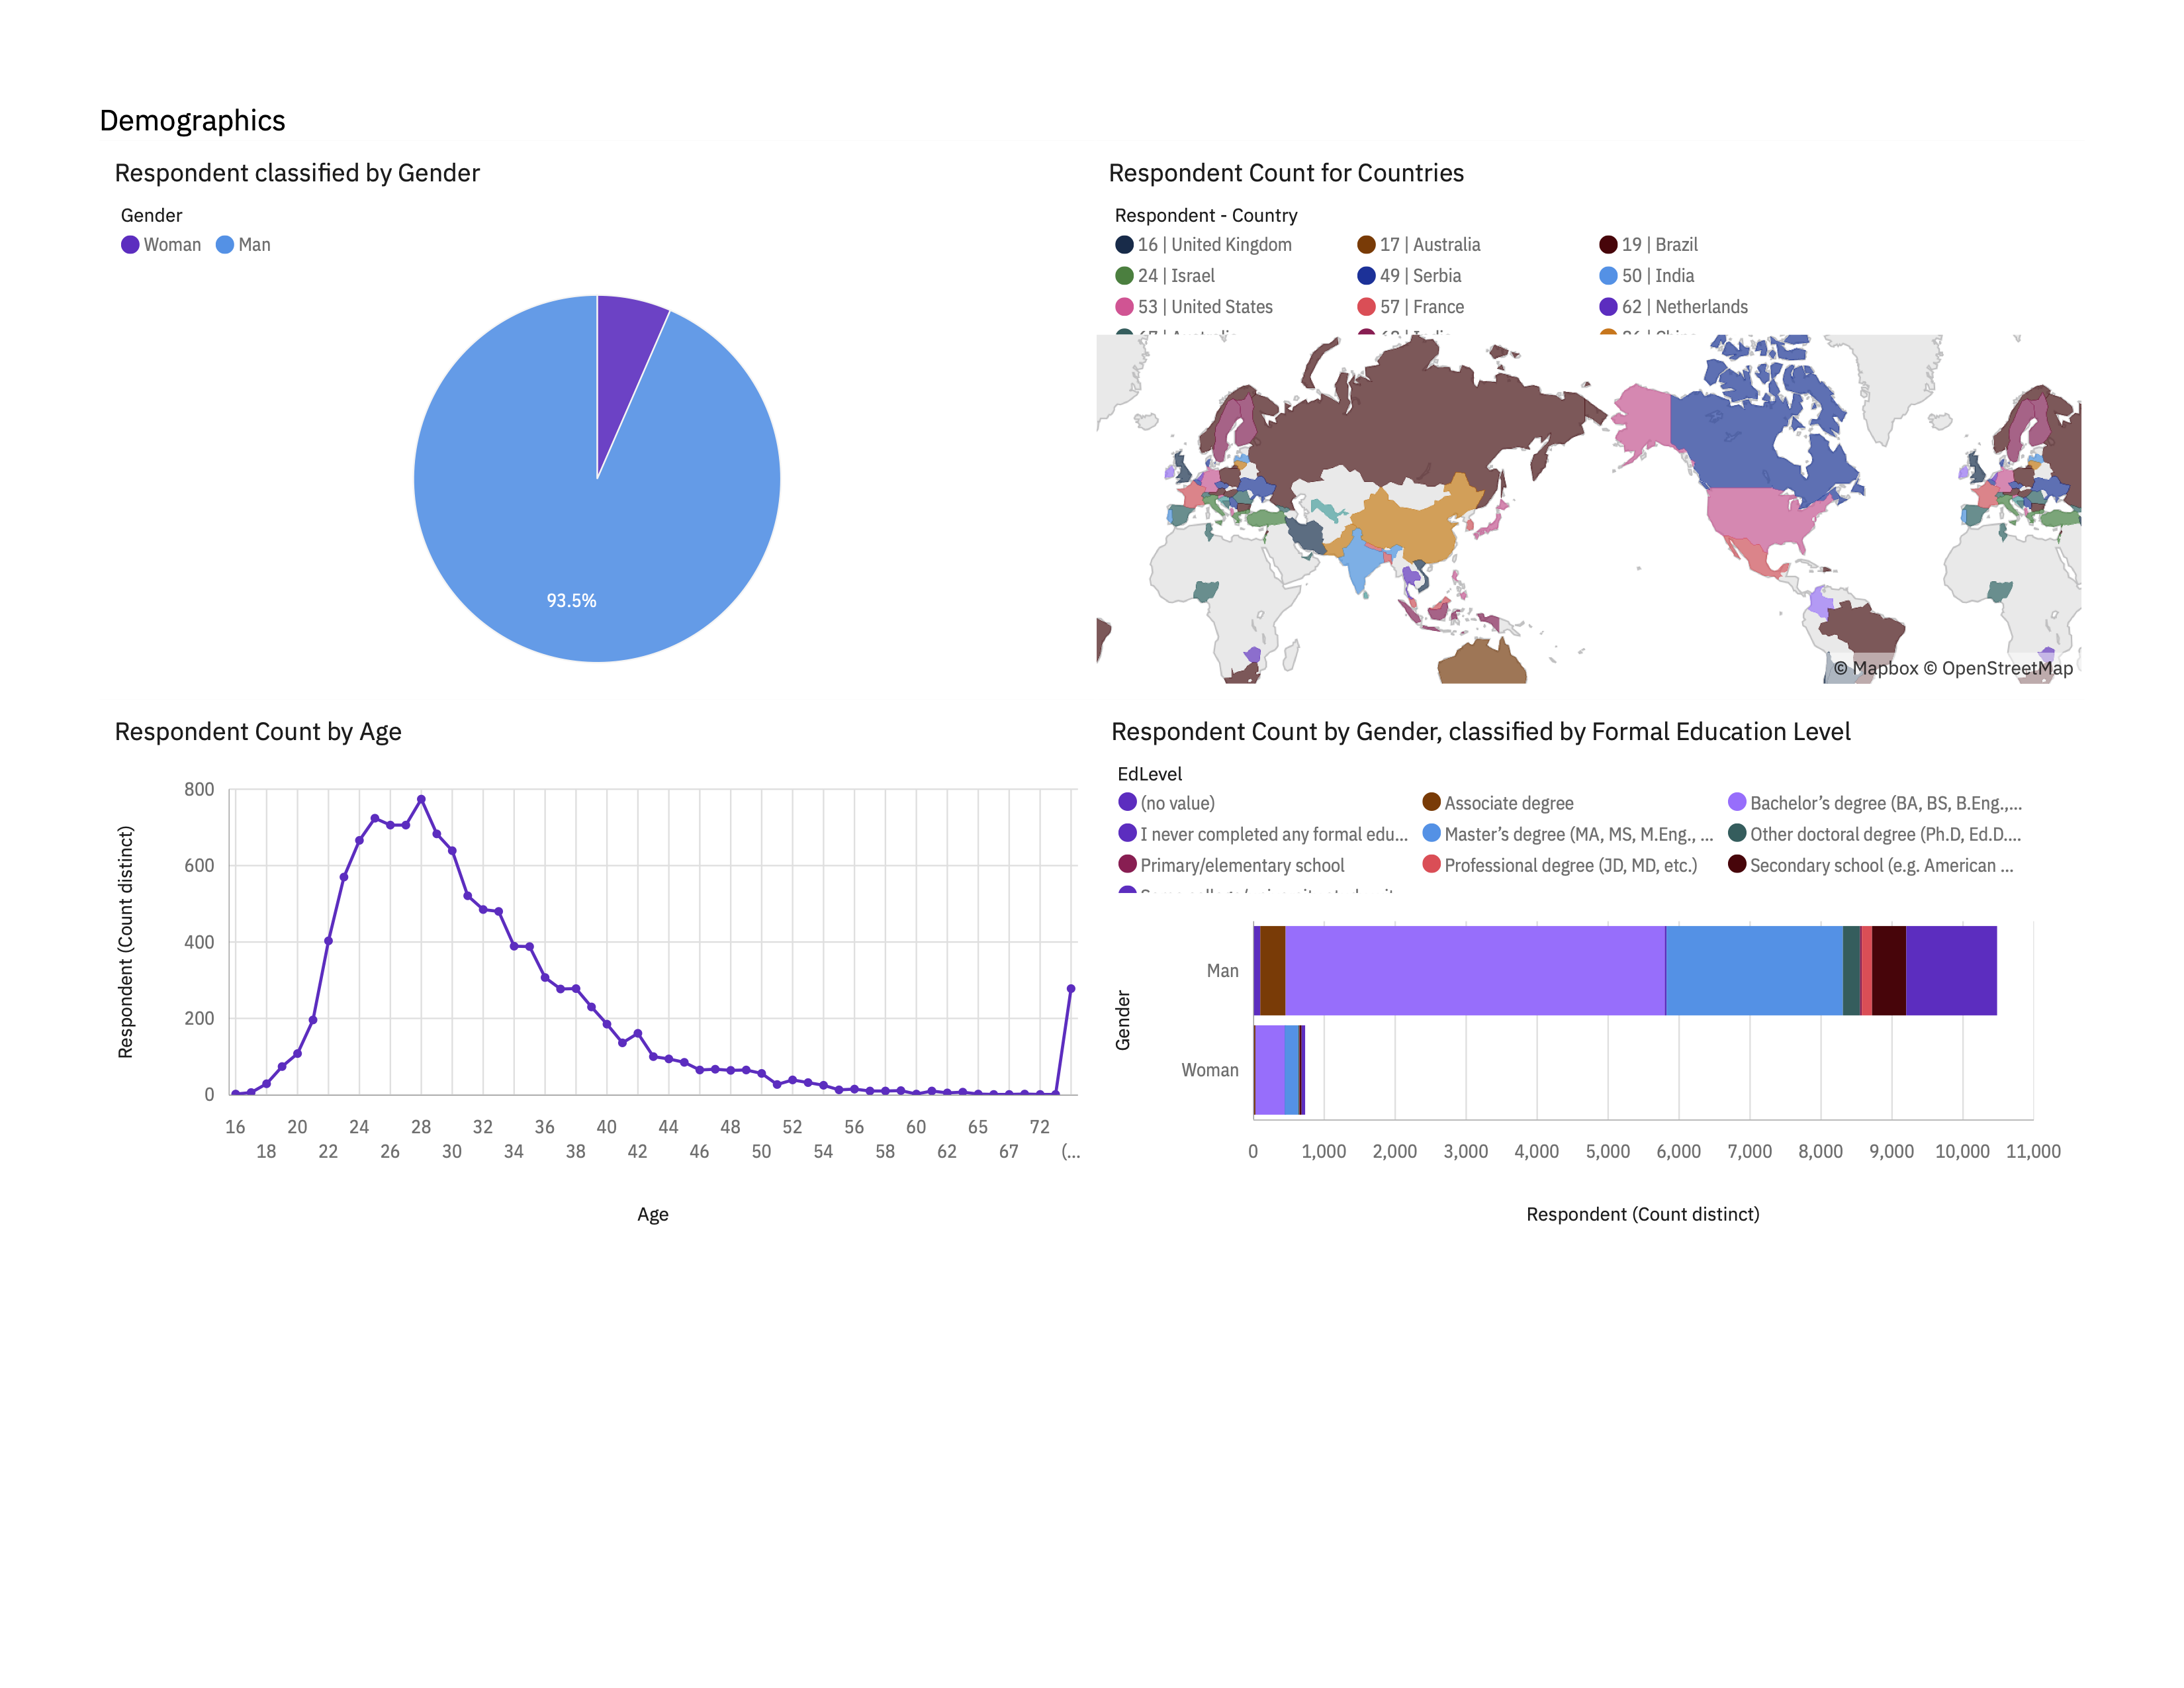 Demographics
Respondent classified by Gender
Gender
Woman Man
93.5%
Respondent Count for Countries
Respondent - Country
16 | United Kingdom 17 | Australia 19 | Brazil
24 | Israel 49 | Serbia 50 | India
53 | United States 57 | France 62 | Netherlands
© Mapbox © OpenStreetMap
Respondent Count by Age
Respondent (Count distinct)
800
600
400
200
0
16 20 24 28 32 36 40 44 48 52 56 60 65 72
18 22 26 30 34 38 42 46 50 54 58 62 67 (...
Age
Respondent Count by Gender, classified by Formal Education Level
EdLevel
(no value) Associate degree Bachelor’s degree (BA, BS, B.Eng.,...
I never completed any formal edu... Master’s degree (MA, MS, M.Eng., ... Other doctoral degree (Ph.D, Ed.D....
Primary/elementary school Professional degree (JD, MD, etc.) Secondary school (e.g. American ...
Gender
Man
Woman
0 1,000 2,000 3,000 4,000 5,000 6,000 7,000 8,000 9,000 10,000 11,000
Respondent (Count distinct)